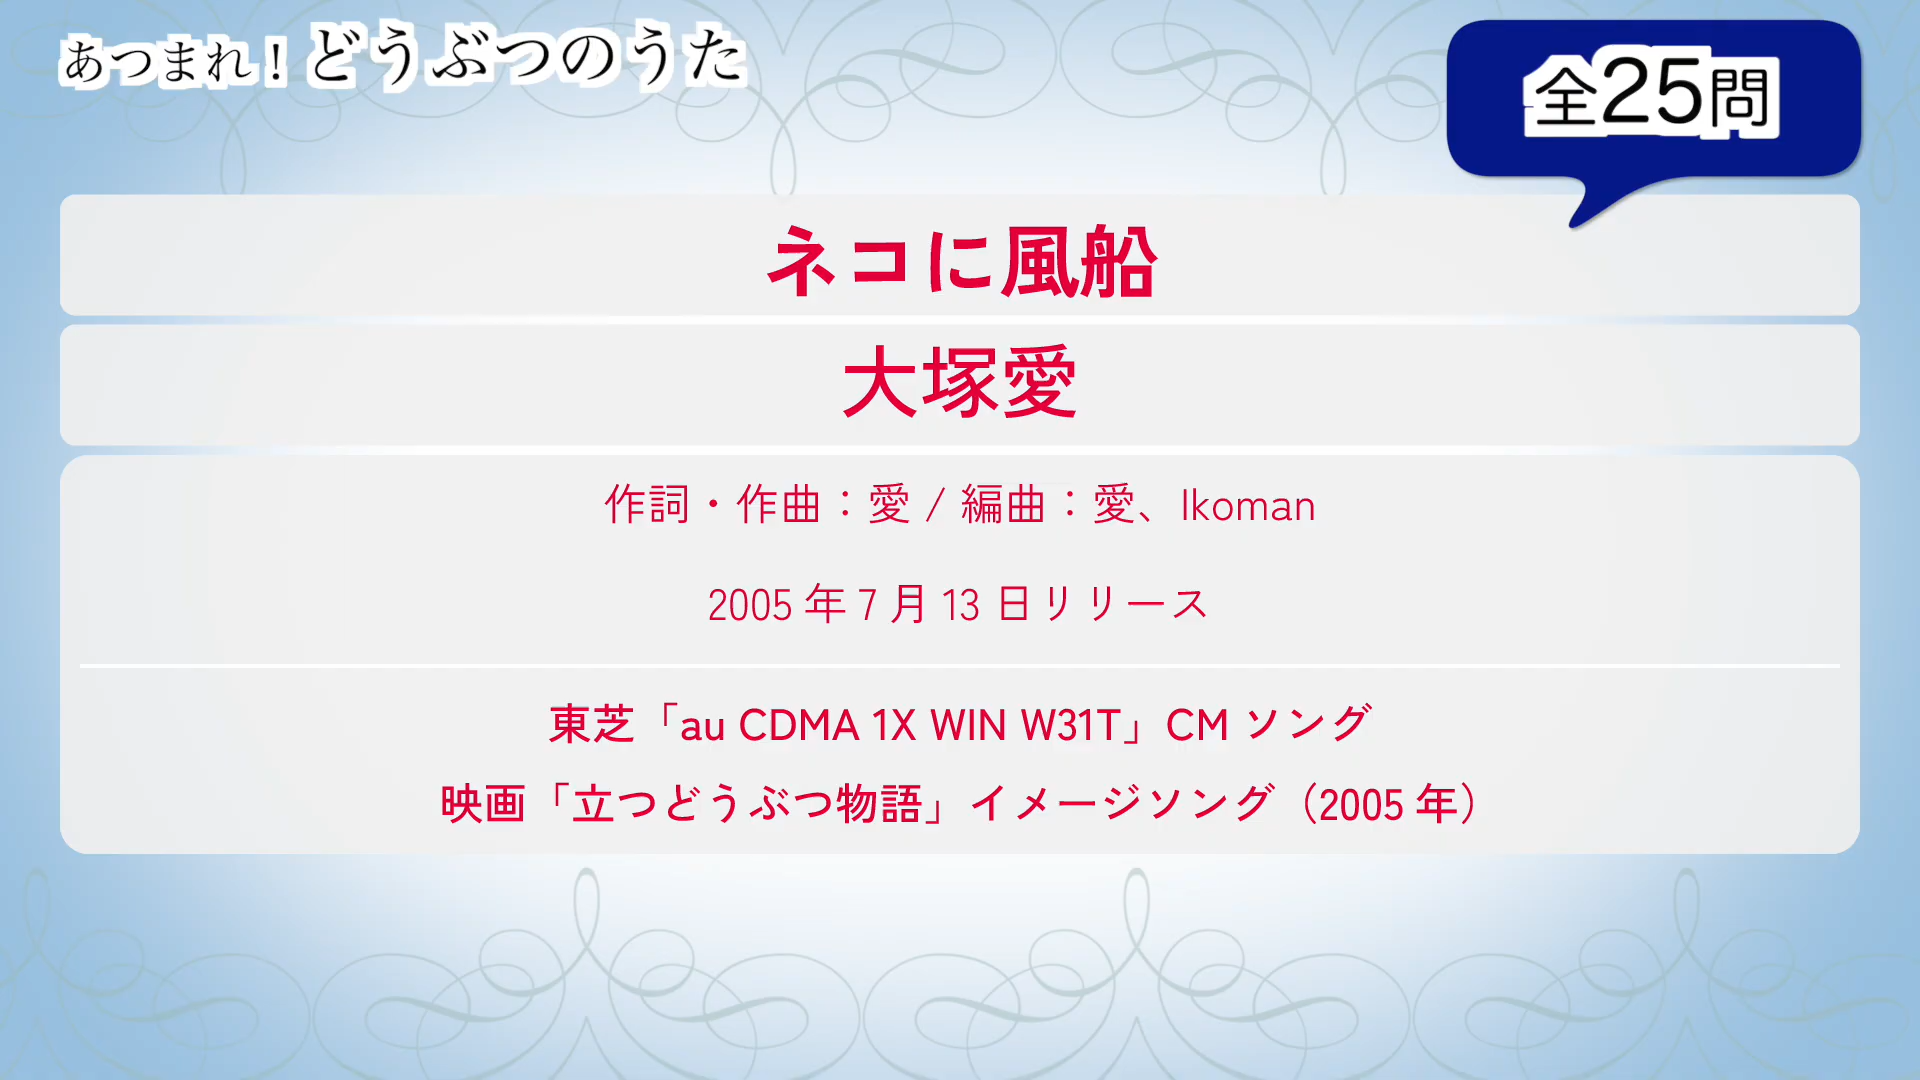 あつまれ！どうぶつのうた
全25問
ネコに風船
大塚愛
作詞・作曲：愛 / 編曲：愛、Ikoman
2005年7月13日リリース
東芝「au CDMA 1X WIN W31T」CMソング
映画「立つどうぶつ物語」イメージソング（2005年）